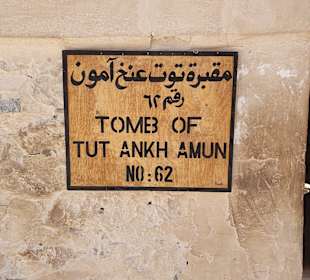 مقبرة توت عنخ آمون
رقم ٦٢
TOMB OF
TUT ANKH AMUN
NO: 62